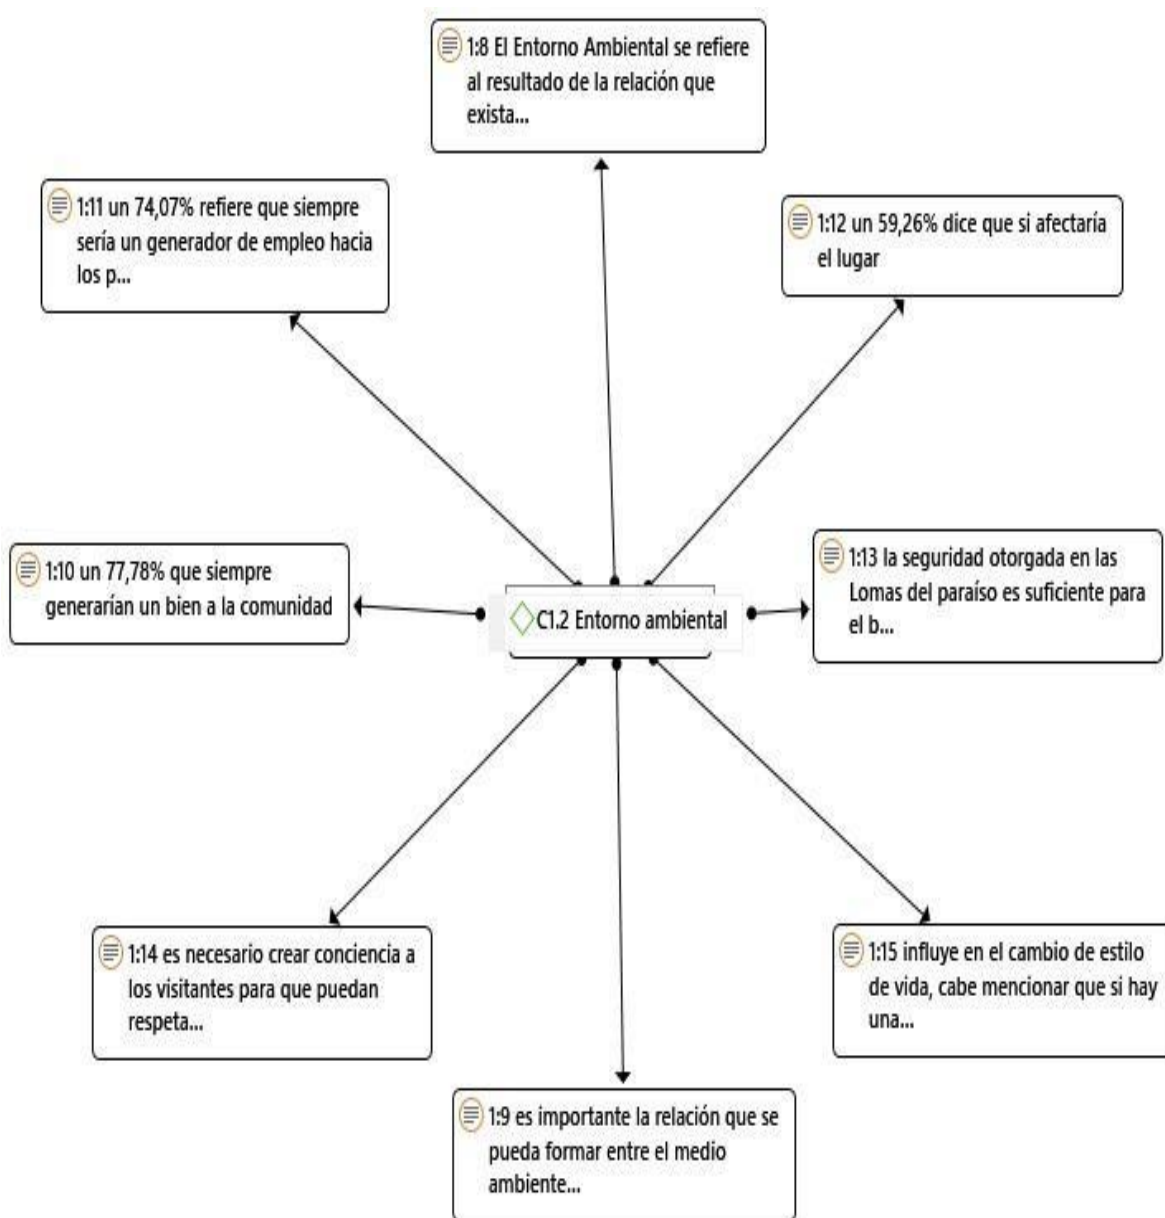 1:8 El Entorno Ambiental se refiere
al resultado de la relación que
exista...
1:11 un 74,07% refiere que siempre
sería un generador de empleo hacia
los p...
1:12 un 59,26% dice que si afectaría
el lugar
1:10 un 77,78% que siempre
generarían un bien a la comunidad
C1.2 Entorno ambiental
1:13 la seguridad otorgada en las
Lomas del paraíso es suficiente para
el b...
1:14 es necesario crear conciencia a
los visitantes para que puedan
respeta...
1:15 influye en el cambio de estilo
de vida, cabe mencionar que si hay
una...
1:9 es importante la relación que se
pueda formar entre el medio
ambiente...